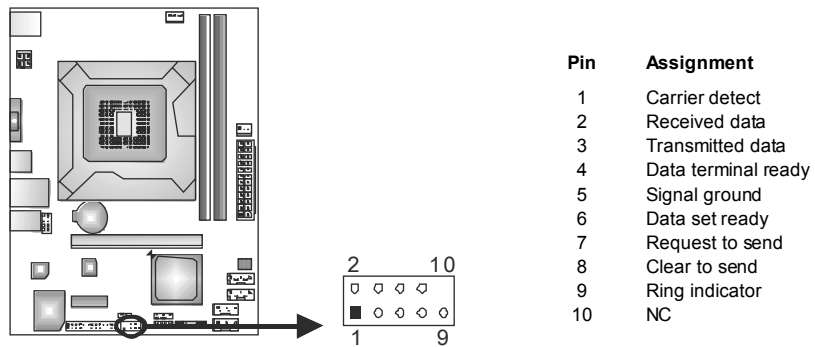 Pin Assignment
1 Carrier detect
2 Received data
3 Transmitted data
4 Data terminal ready
5 Signal ground
6 Data set ready
7 Request to send
8 Clear to send
9 Ring indicator
10 NC
2 10
1 9